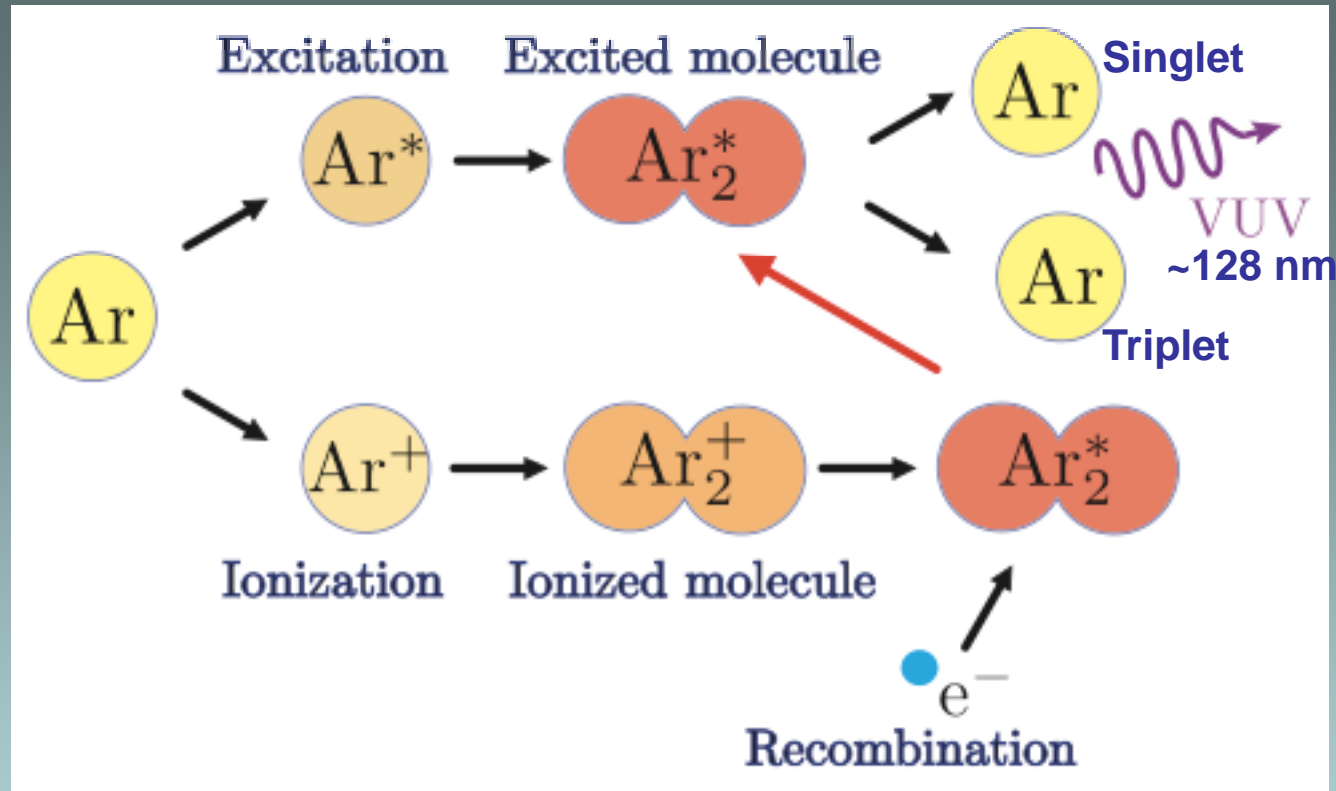 Excitation
Excited molecule
Singlet
Ar
Ar*
Ar₂*
VUV
~128 nm
Ar
Ar
Triplet
Ar⁺
Ar₂⁺
Ar₂*
Ionization
Ionized molecule
e⁻
Recombination